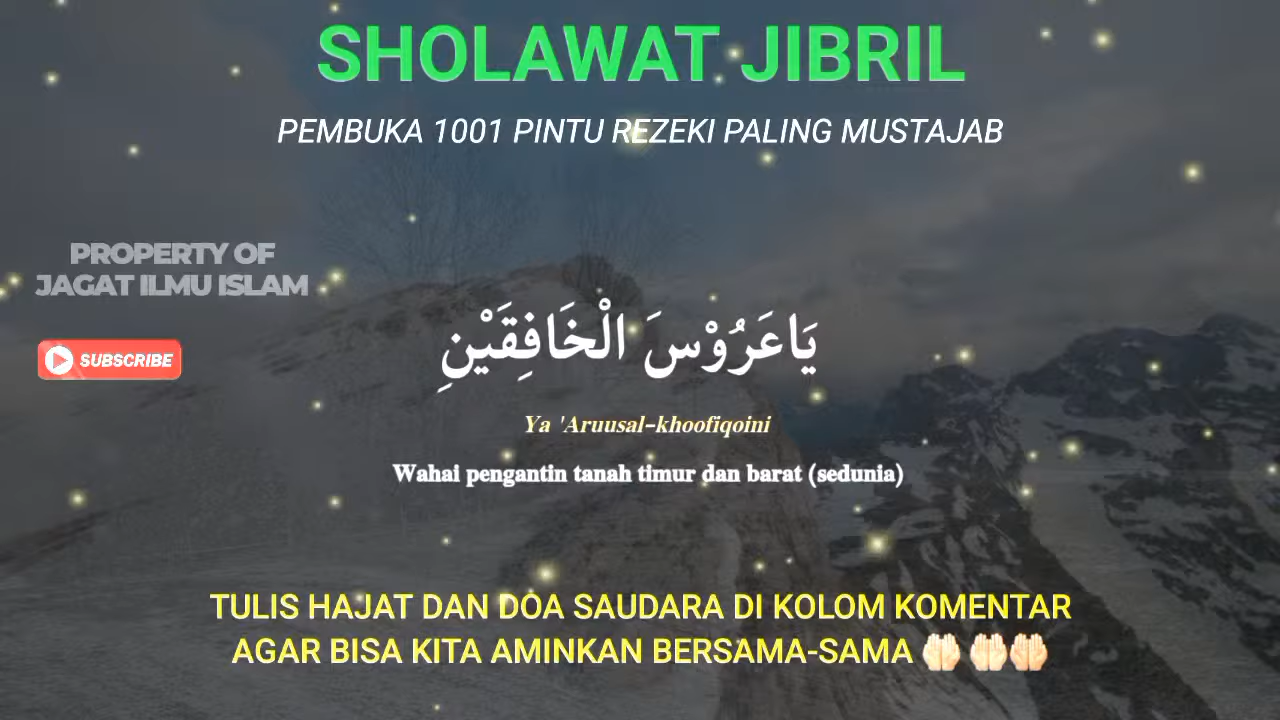 SHOLAWAT JIBRIL
PEMBUKA 1001 PINTU REZEKI PALING MUSTAJAB
PROPERTY OF
JAGAT ILMU ISLAM
SUBSCRIBE
يَاعَرُوْسَ الْخَافِقَيْنِ
Ya 'Aruusal-khoofiqoini
Wahai pengantin tanah timur dan barat (sedunia)
TULIS HAJAT DAN DOA SAUDARA DI KOLOM KOMENTAR
AGAR BISA KITA AMINKAN BERSAMA-SAMA 🤲🏻 🤲🏻🤲🏻